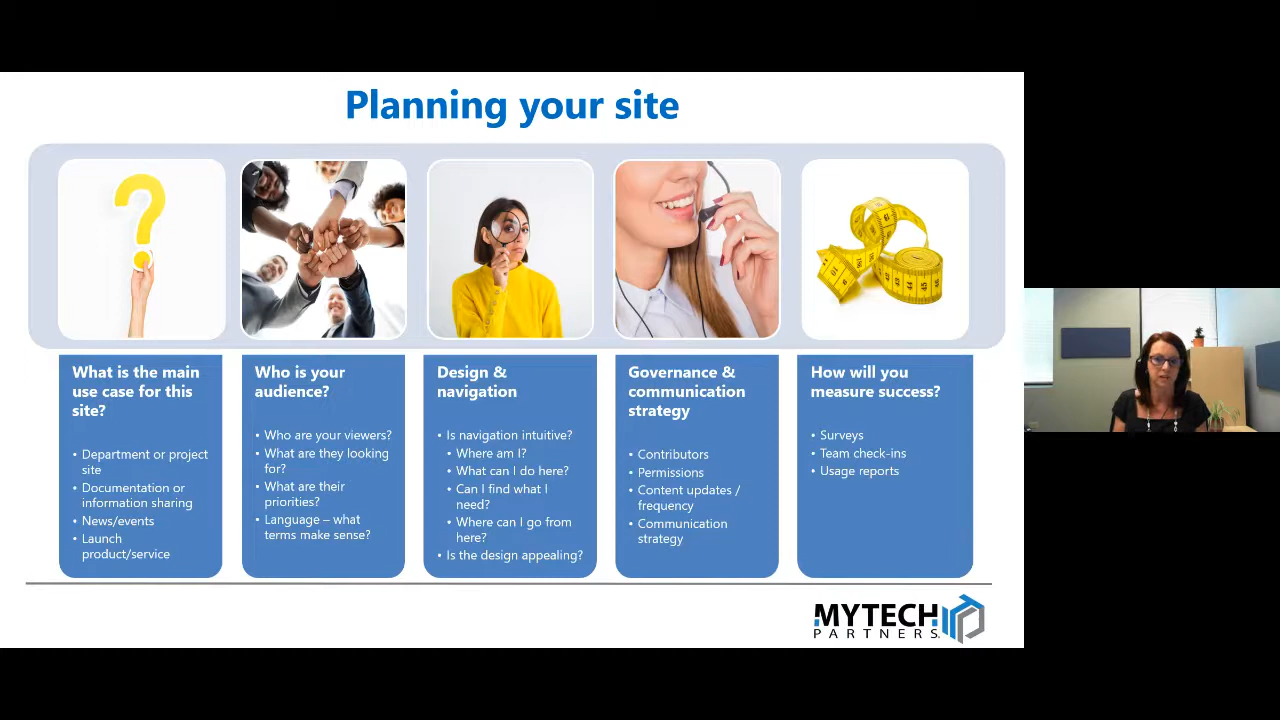 Planning your site
What is the main
use case for this
site?
• Department or project
site
• Documentation or
information sharing
• News/events
• Launch
product/service
Who is your
audience?
• Who are your viewers?
• What are they looking
for?
• What are their
priorities?
• Language – what
terms make sense?
Design &
navigation
• Is navigation intuitive?
• Where am I?
• What can I do here?
• Can I find what I
need?
• Where can I go from
here?
• Is the design appealing?
Governance &
communication
strategy
• Contributors
• Permissions
• Content updates /
frequency
• Communication
strategy
How will you
measure success?
• Surveys
• Team check-ins
• Usage reports
MYTECH
PARTNERS